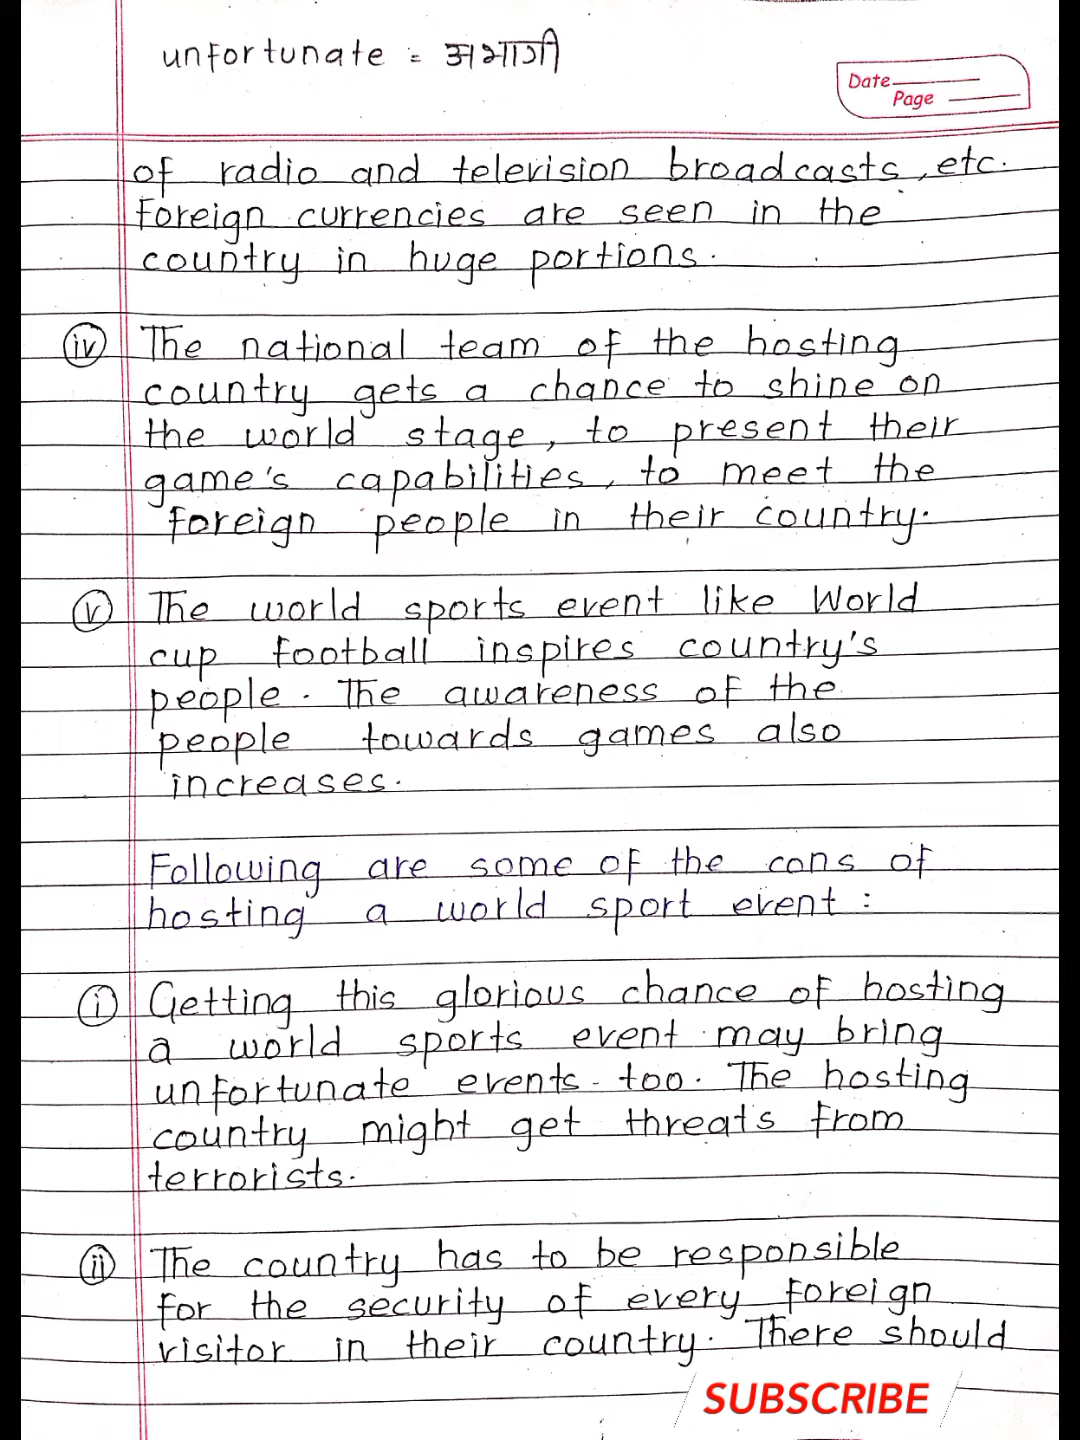 unfortunate = अभागी
Date
Page
of radio and television broadcasts, etc.
Foreign currencies are seen in the
country in huge portions.
iv The national team of the hosting
country gets a chance to shine on
the world stage, to present their
game's capabilities, to meet the
foreign people in their country.
v The world sports event like World
cup football inspires country's
people. The awareness of the
people towards games also
increases.
Following are some of the cons of
hosting a world sport event :
i Getting this glorious chance of hosting
a world sports event may bring
unfortunate events too. The hosting
country might get threats from
terrorists.
ii The country has to be responsible
for the security of every foreign
visitor in their country. There should
SUBSCRIBE